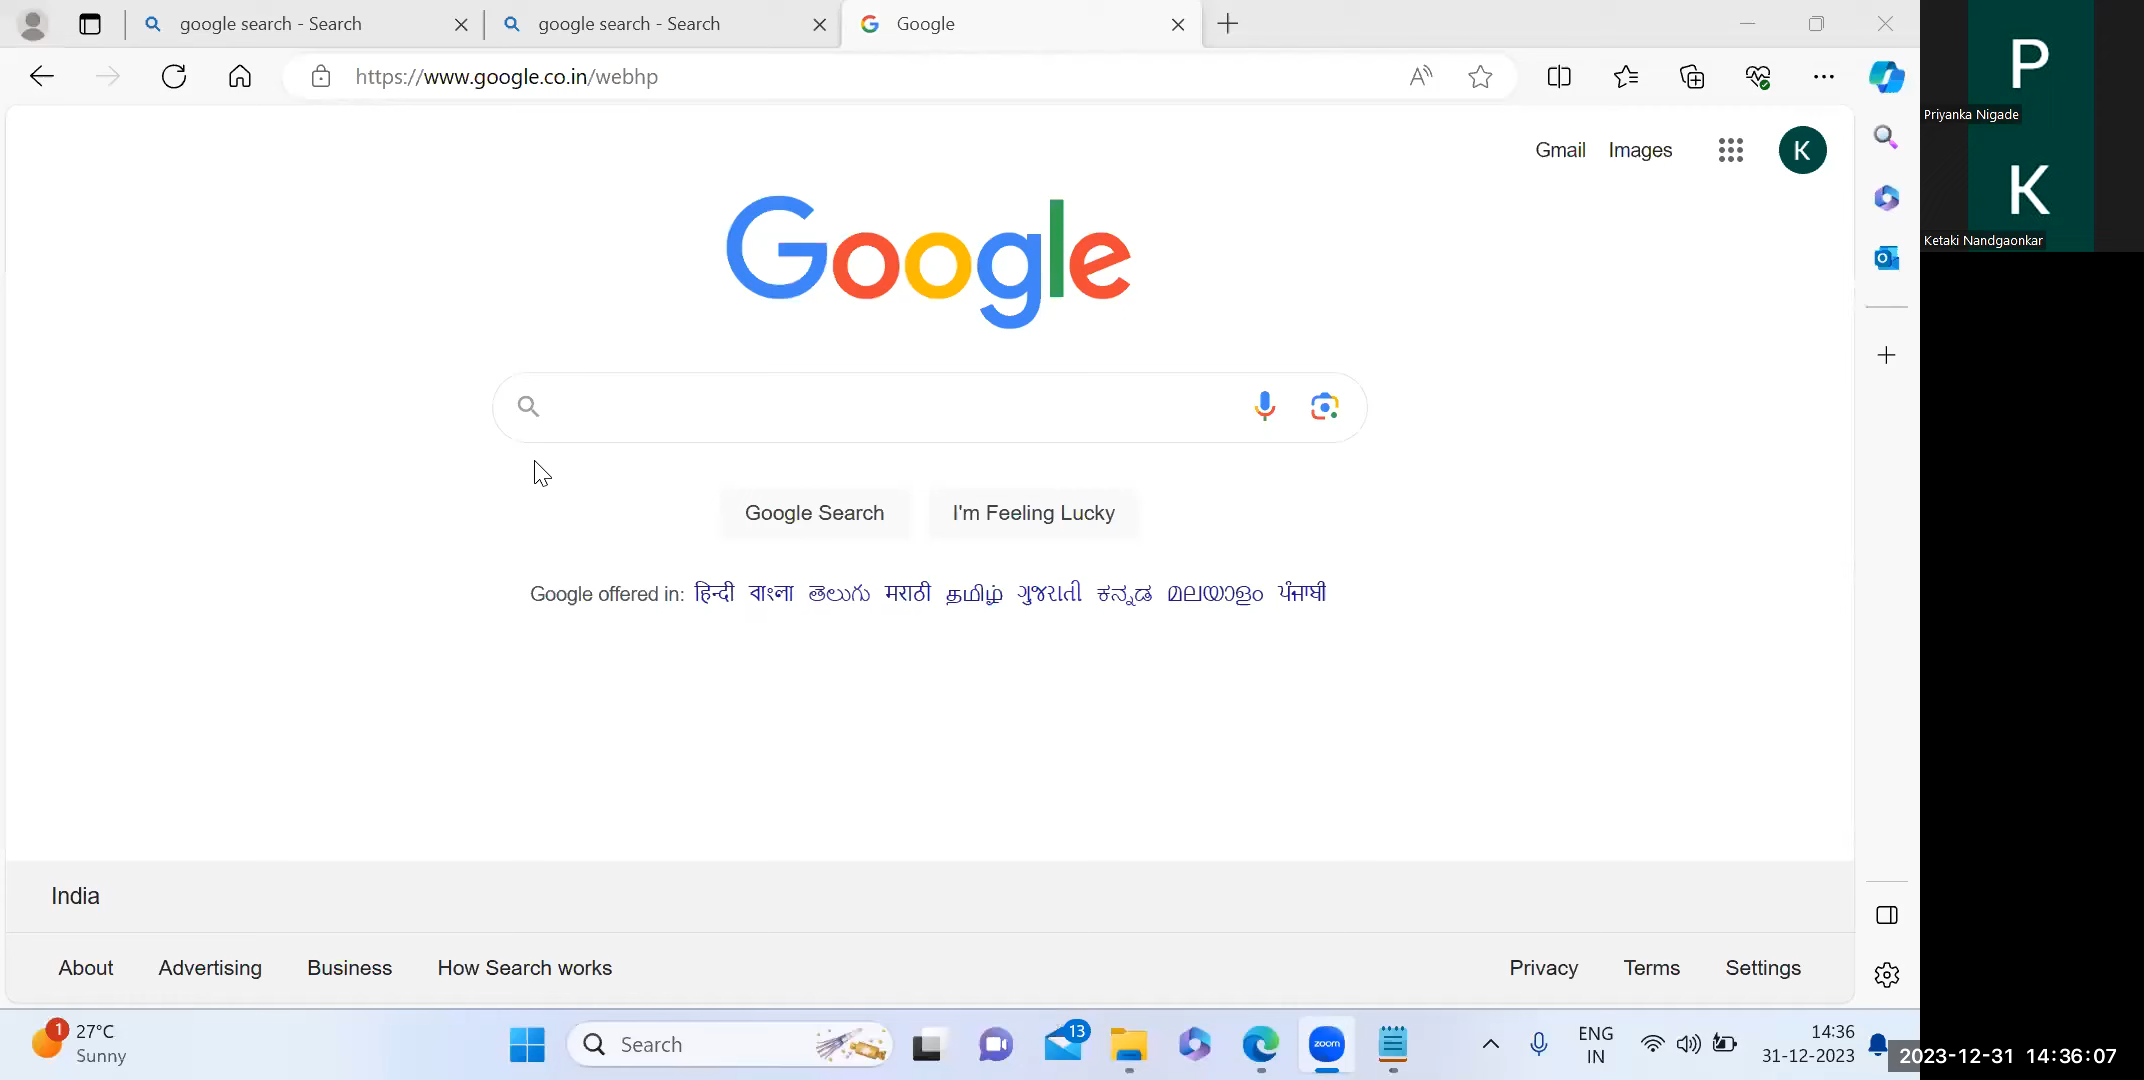 google search - Search
google search - Search
Google
https://www.google.co.in/webhp
P
Priyanka Nigade
K
Ketaki Nandgaonkar
Gmail Images
K
Google
Google Search
I'm Feeling Lucky
Google offered in: हिन्दी বাংলা తెలుగు मराठी தமிழ் ગુજરાતી ಕನ್ನಡ മലയാളം ਪੰਜਾਬੀ
India
About Advertising Business How Search works
Privacy Terms Settings
1
27°C
Sunny
Search
13
zoom
ENG
IN
14:36
31-12-2023
2023-12-31 14:36:07